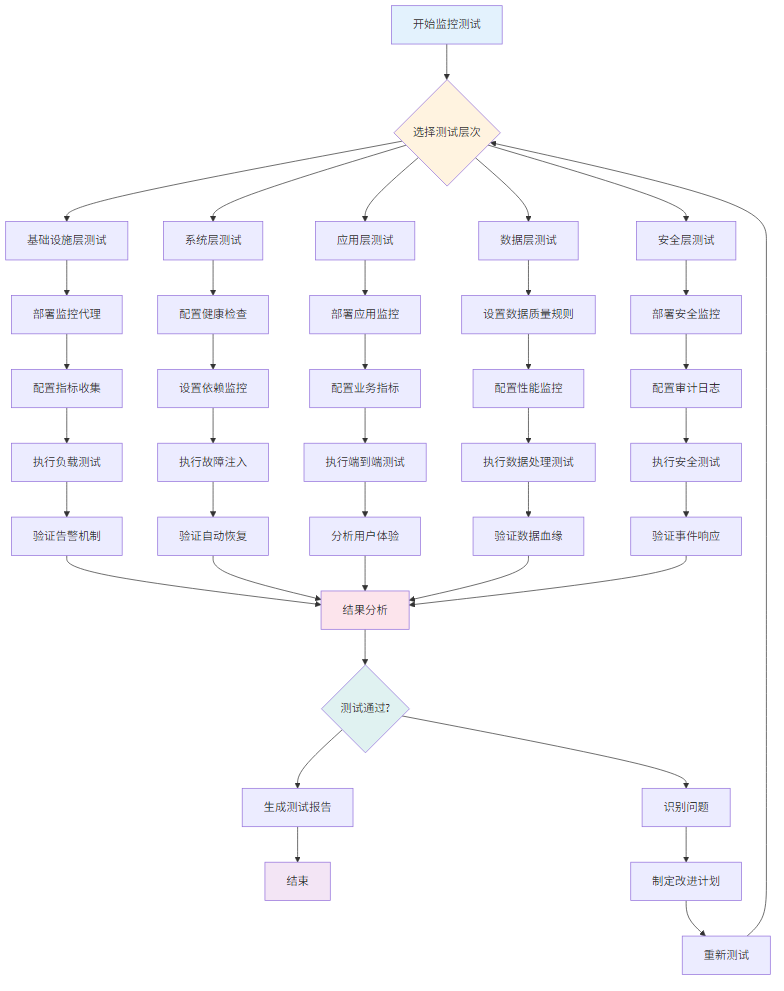 开始监控测试
选择测试层次
基础设施层测试
系统层测试
应用层测试
数据层测试
安全层测试
部署监控代理
配置健康检查
部署应用监控
设置数据质量规则
部署安全监控
配置指标收集
设置依赖监控
配置业务指标
配置性能监控
配置审计日志
执行负载测试
执行故障注入
执行端到端测试
执行数据处理测试
执行安全测试
验证告警机制
验证自动恢复
分析用户体验
验证数据血缘
验证事件响应
结果分析
测试通过?
生成测试报告
识别问题
结束
制定改进计划
重新测试